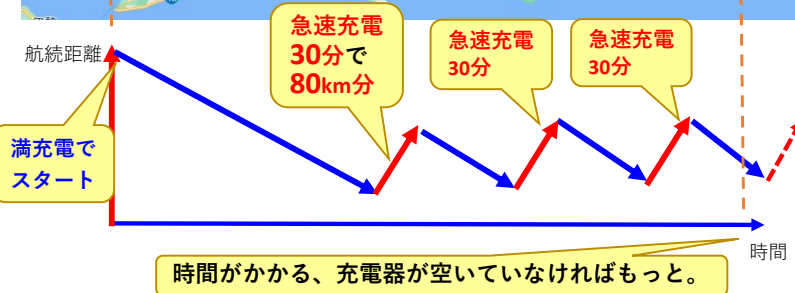 伊勢
航続距離
急速充電
30分で
80km分
急速充電
30分
急速充電
30分
満充電で
スタート
時間
時間がかかる、充電器が空いていなければもっと。